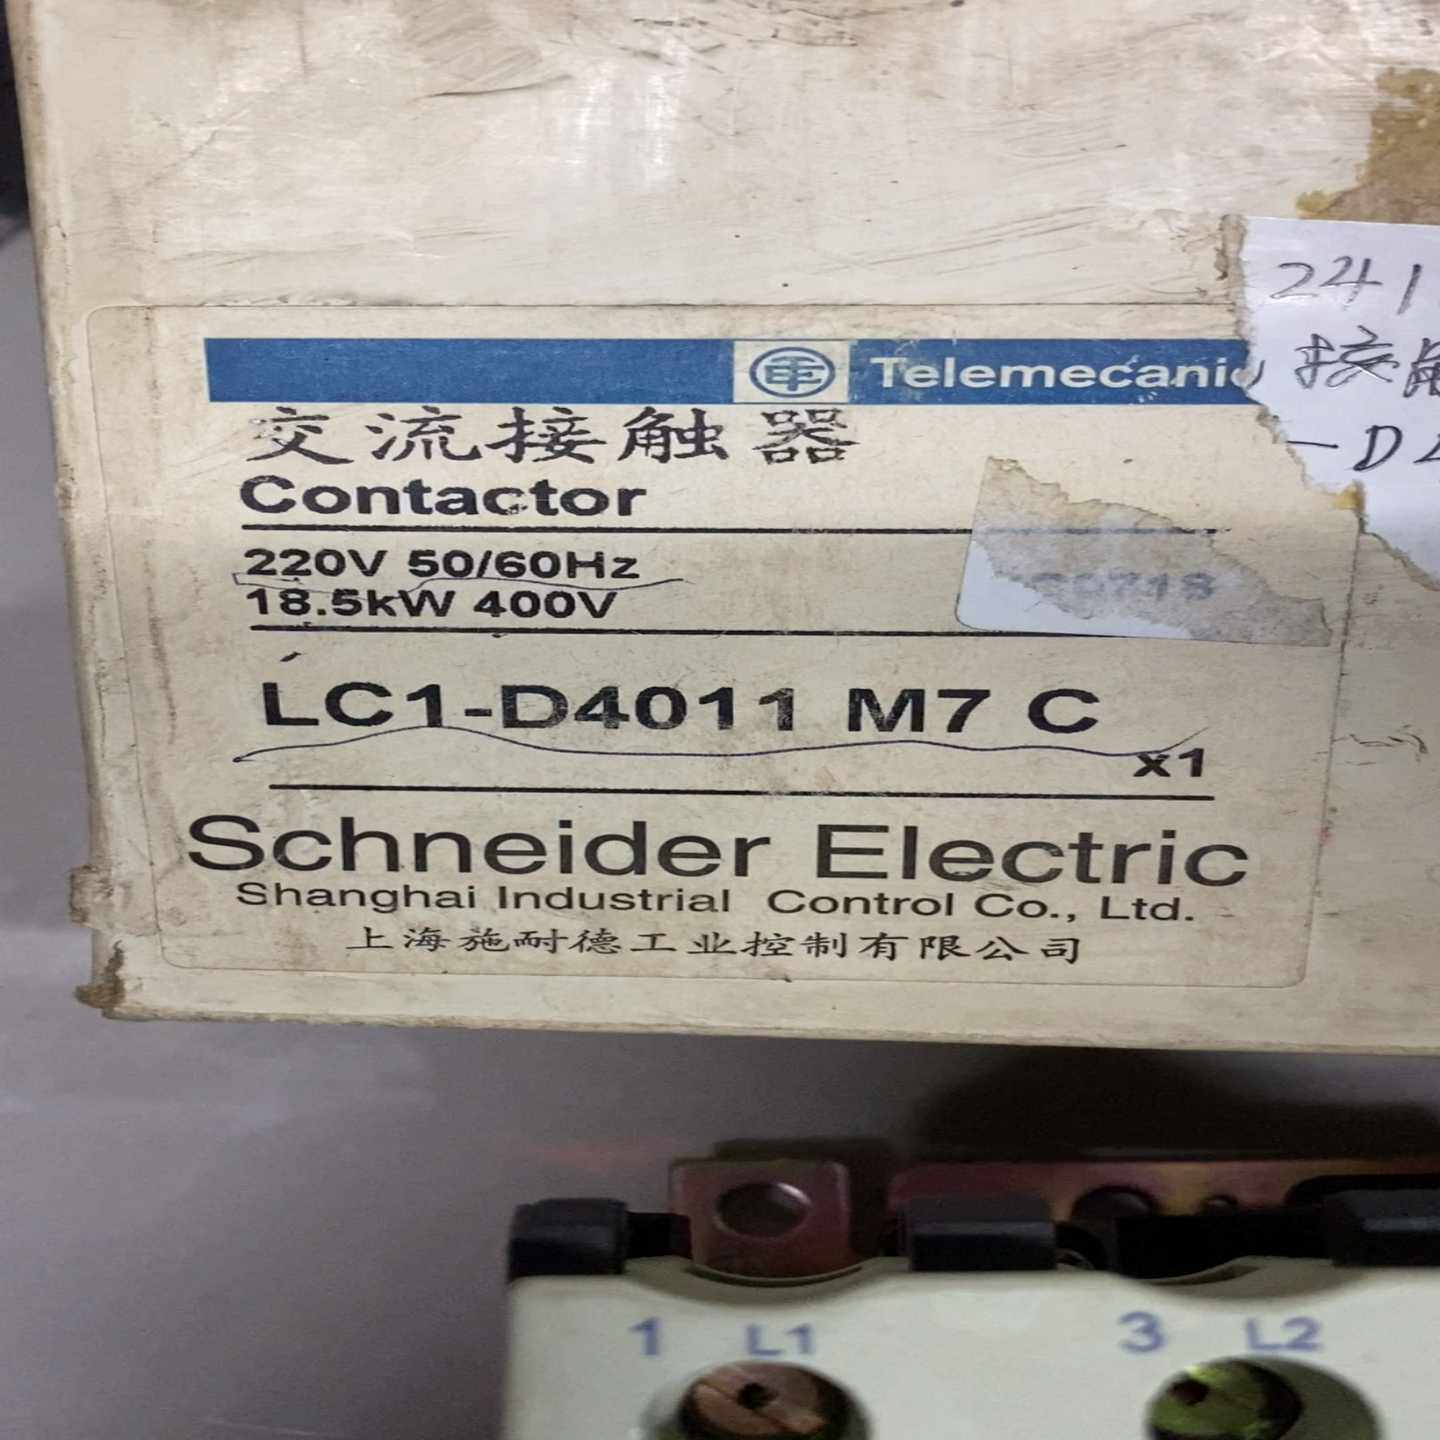 241
接触
Telemecanic
-D4
交流接触器
Contactor
220V 50/60Hz
18.5kW 400V
LC1-D4011 M7 C
x1
Schneider Electric
Shanghai Industrial Control Co., Ltd.
上海施耐德工业控制有限公司
1 L1 3 L2